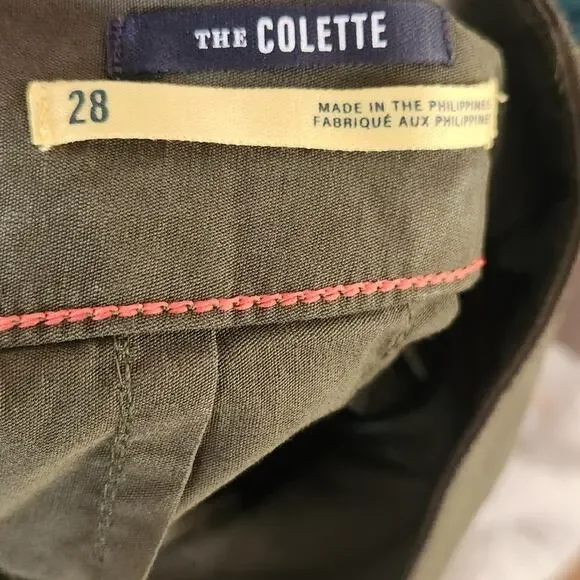 THE COLETTE
28
MADE IN THE PHILIPPINES
FABRIQUÉ AUX PHILIPPINE